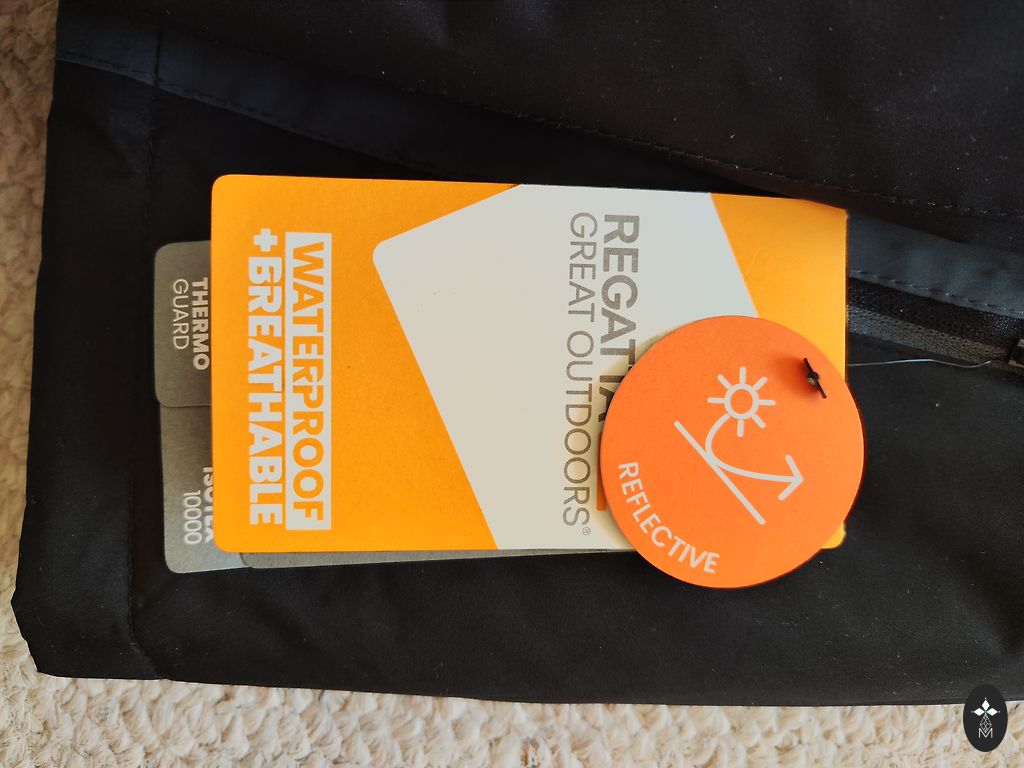 REGATTA
GREAT OUTDOORS®
WATERPROOF
+BREATHABLE
REFLECTIVE
THERMO
GUARD
10000